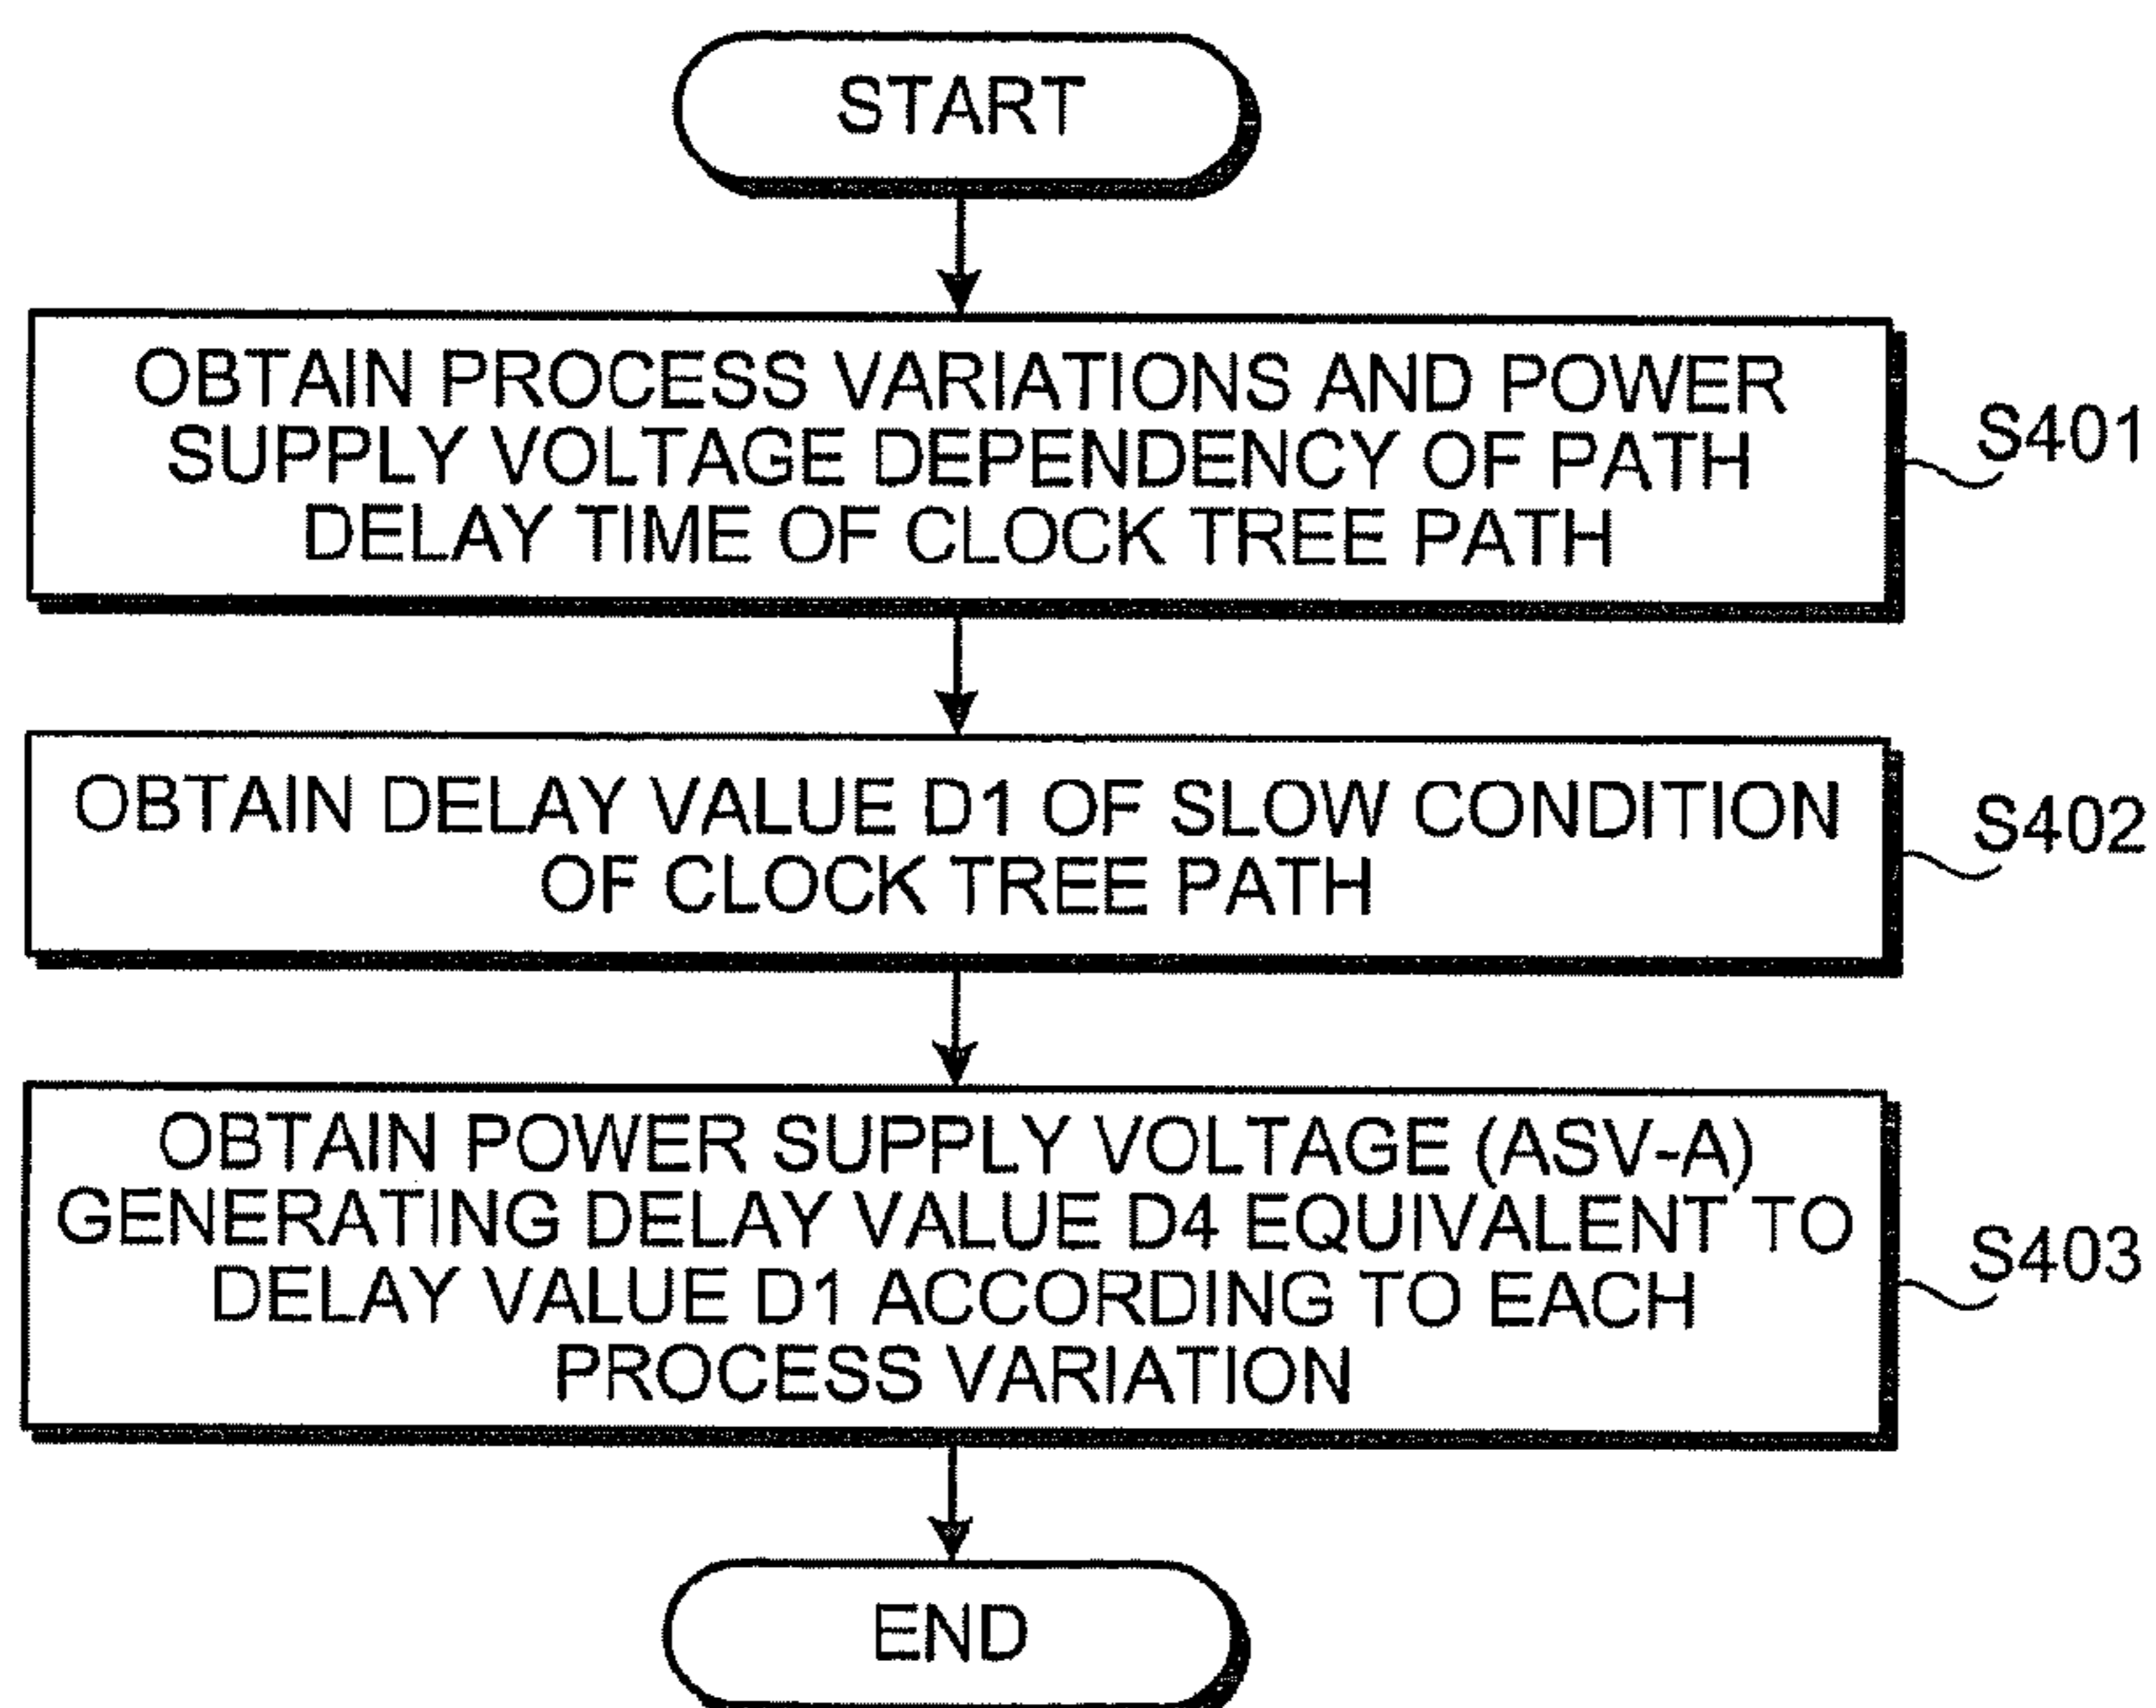 START
OBTAIN PROCESS VARIATIONS AND POWER
SUPPLY VOLTAGE DEPENDENCY OF PATH
DELAY TIME OF CLOCK TREE PATH
S401
OBTAIN DELAY VALUE D1 OF SLOW CONDITION
OF CLOCK TREE PATH
S402
OBTAIN POWER SUPPLY VOLTAGE (ASV-A)
GENERATING DELAY VALUE D4 EQUIVALENT TO
DELAY VALUE D1 ACCORDING TO EACH
PROCESS VARIATION
S403
END